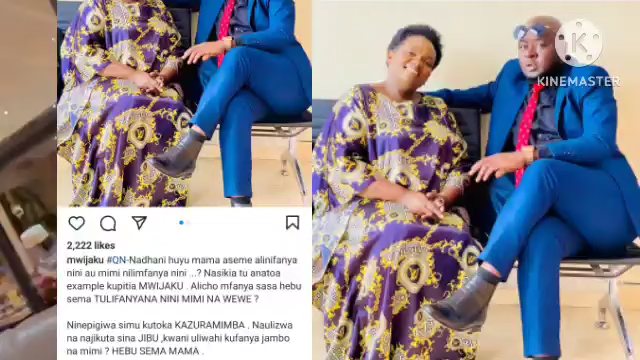 KINEMASTER
2,222 likes
mwijaku #QN-Nadhani huyu mama aseme alinifanya
nini au mimi nilimfanya nini ...? Nasikia tu anatoa
example kupitia MWIJAKU . Alicho mfanya sasa hebu
sema TULIFANYANA NINI MIMI NA WEWE ?
Ninepigiwa simu kutoka KAZURAMIMBA . Naulizwa
na najikuta sina JIBU ,kwani uliwahi kufanya jambo
na mimi ? HEBU SEMA MAMA .